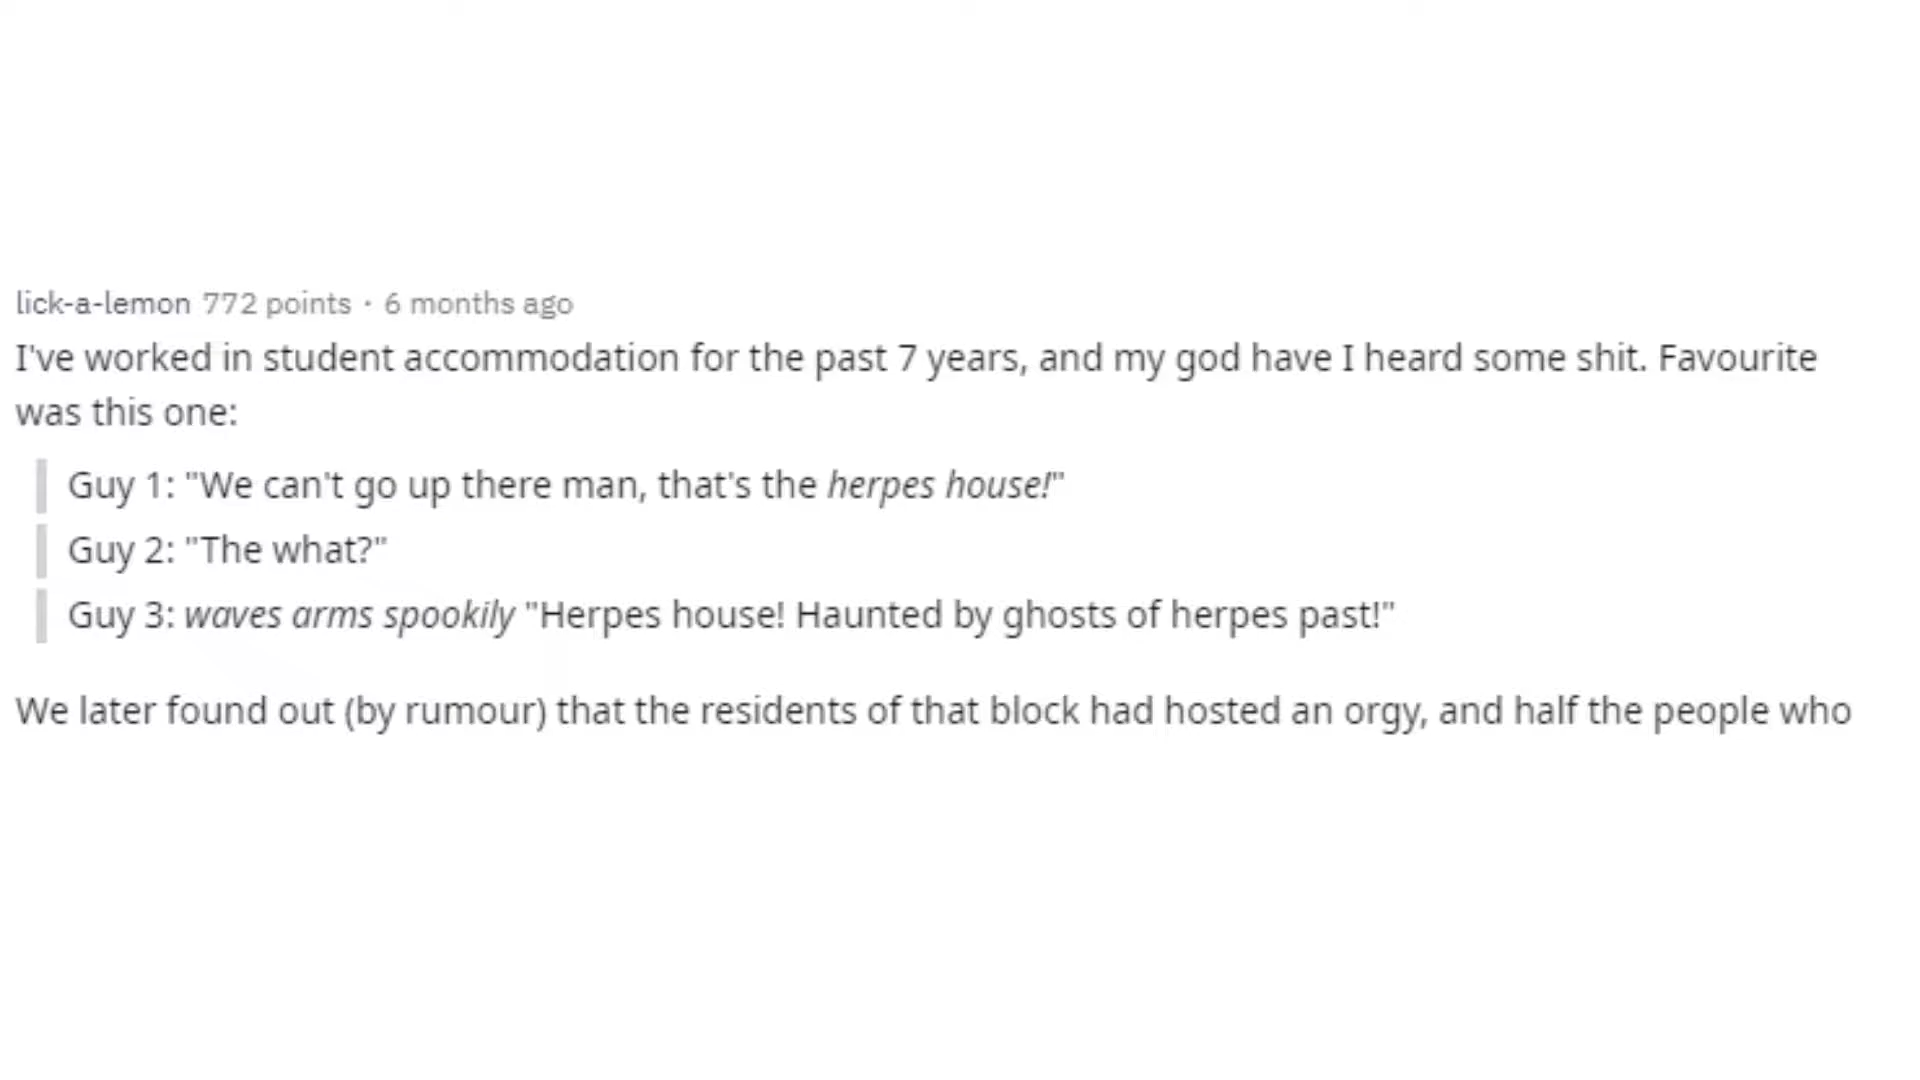 lick-a-lemon 772 points · 6 months ago
I've worked in student accommodation for the past 7 years, and my god have I heard some shit. Favourite
was this one:
Guy 1: "We can't go up there man, that's the herpes house!"
Guy 2: "The what?"
Guy 3: waves arms spookily "Herpes house! Haunted by ghosts of herpes past!"
We later found out (by rumour) that the residents of that block had hosted an orgy, and half the people who